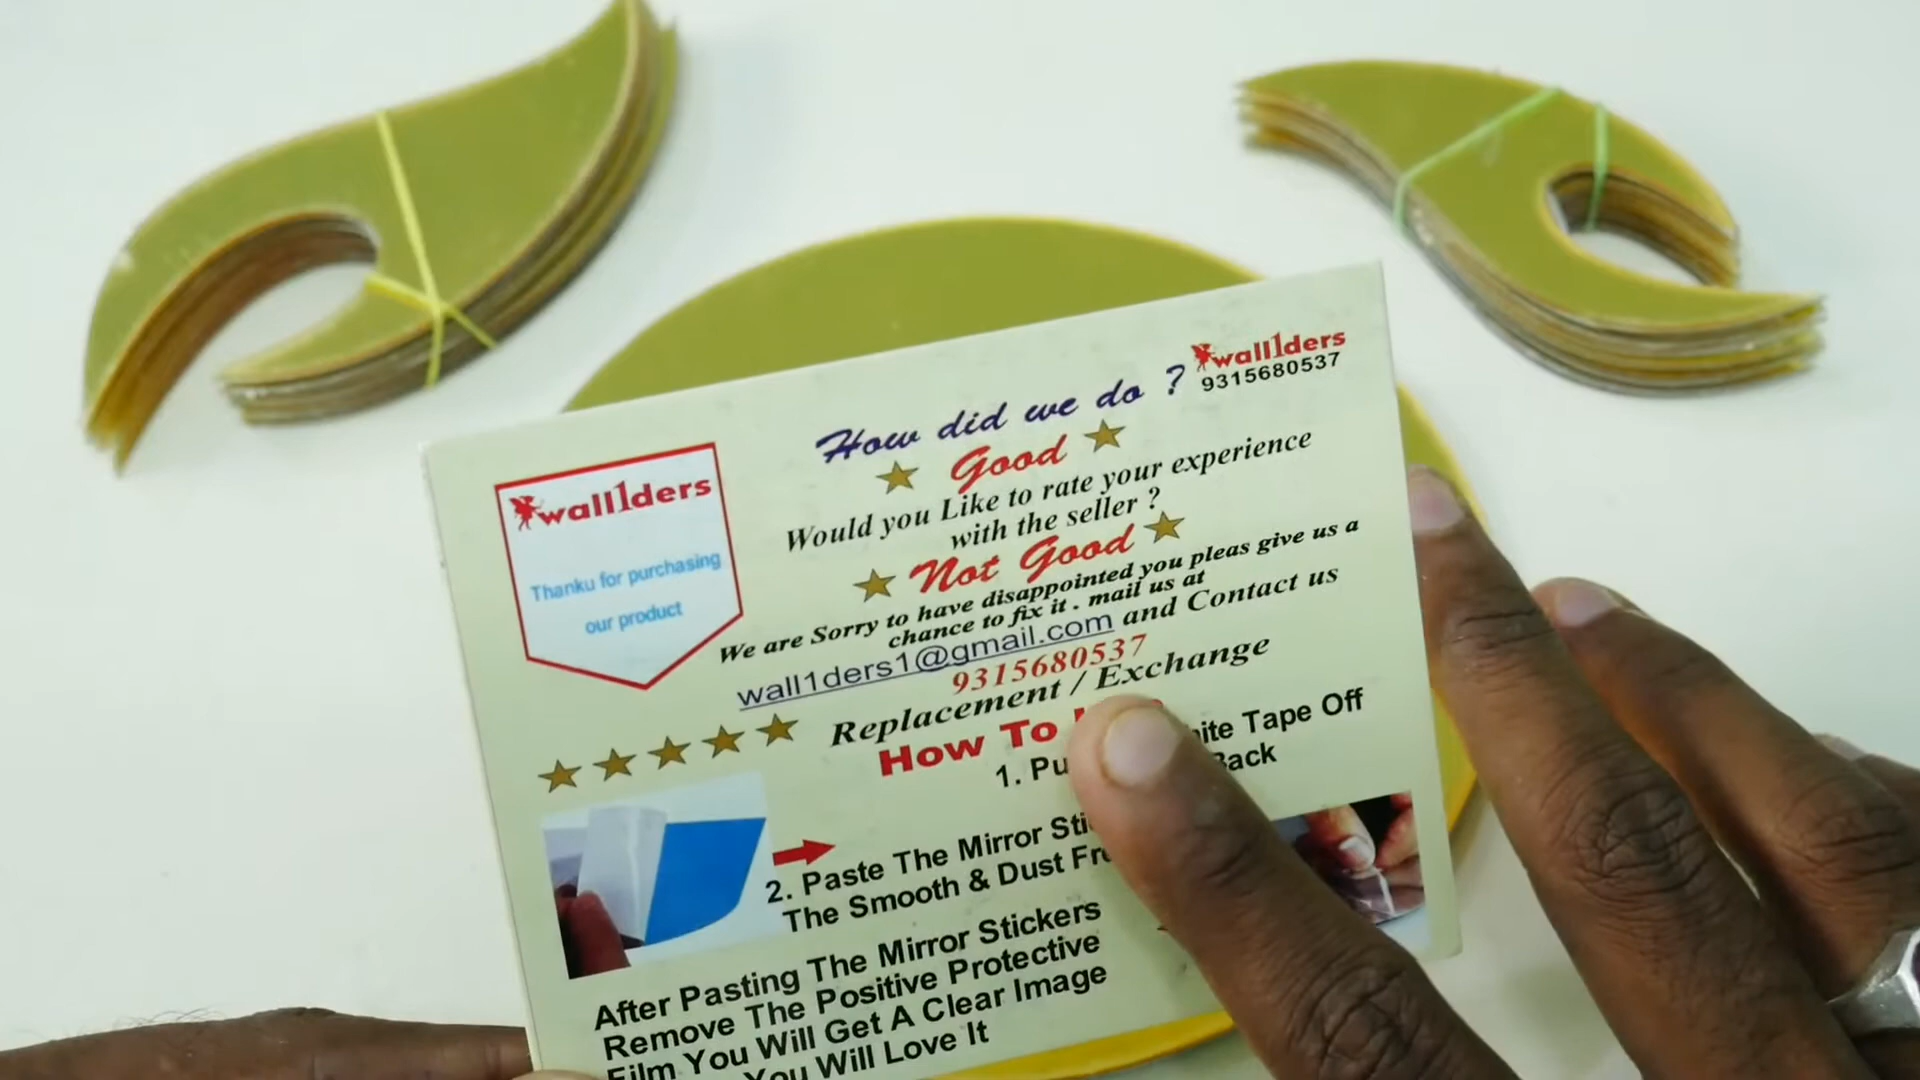 wall1ders
9315680537
How did we do ?
Good
Would you Like to rate your experience
with the seller ?
Not Good
We are Sorry to have disappointed you pleas give us a
chance to fix it . mail us at
wall1ders1@gmail.com and Contact us
9315680537
Replacement / Exchange
wall1ders
Thanku for purchasing
our product
How To
1. Tape Off
Back
2. Paste The Mirror
The Smooth & Dust
After Pasting The Mirror Stickers
Remove The Positive Protective
Film You Will Get A Clear Image
You Will Love It